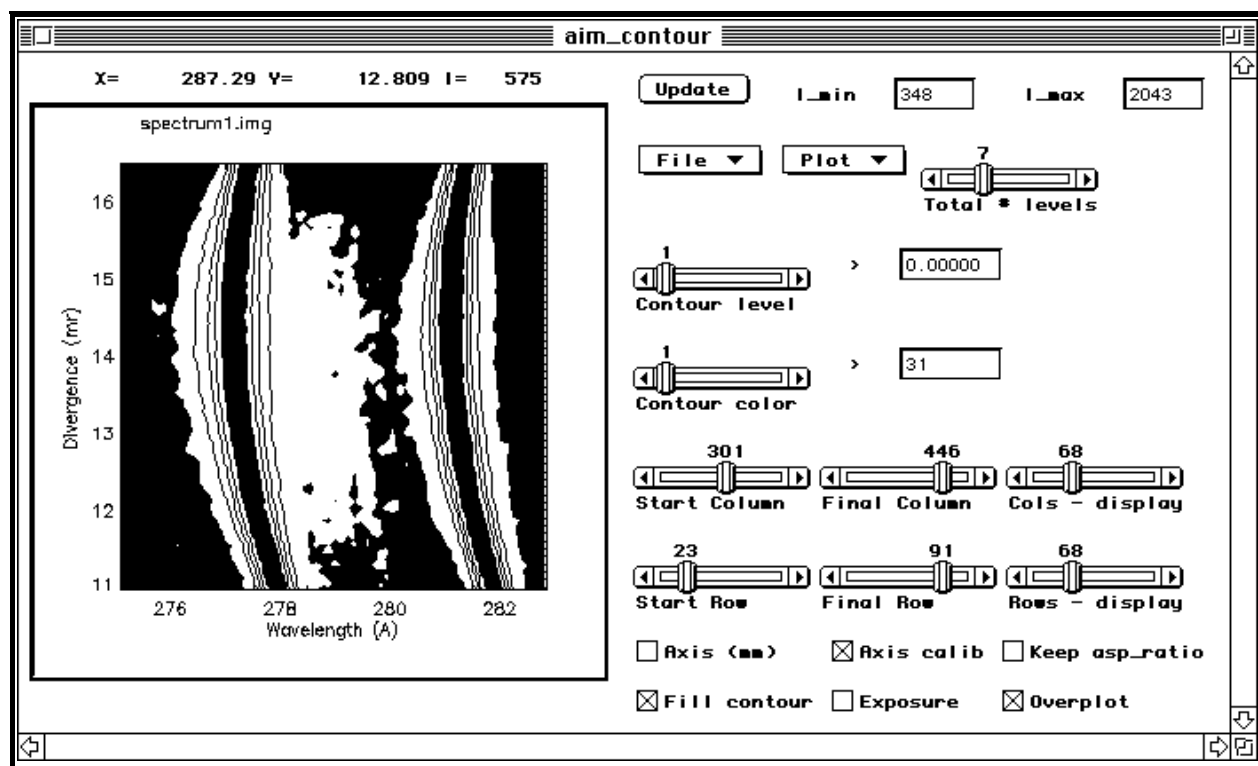 aim_contour
X= 287.29 Y= 12.809 I= 575
Update I_min 348 I_max 2043
spectrum1.img
File Plot 7
Total # levels
1 > 0.00000
Contour level
1 > 31
Contour color
301 446 68
Start Column Final Column Cols - display
23 91 68
Start Row Final Row Rows - display
Axis (mm) Axis calib Keep asp_ratio
Fill contour Exposure Overplot
16
15
14
13
12
11
Divergence (mr)
276 278 280 282
Wavelength (A)